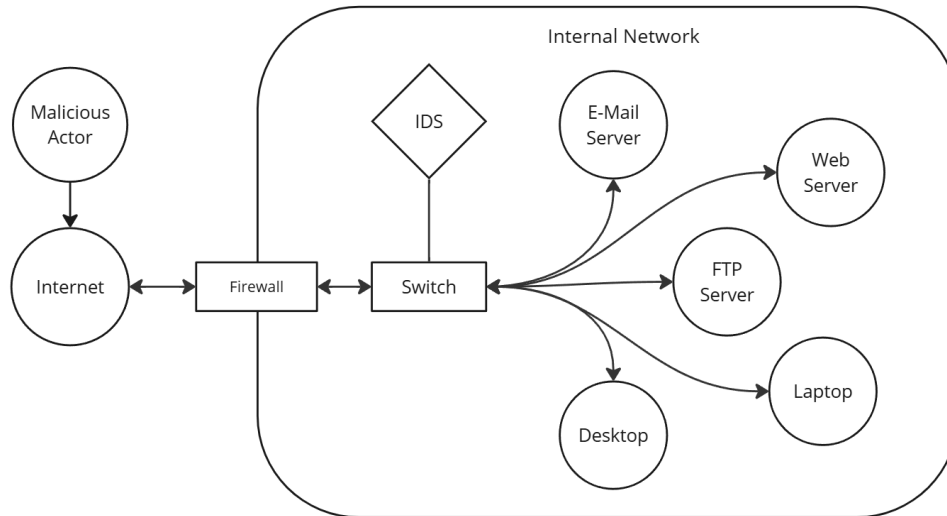 Internal Network
Malicious
Actor
IDS
E-Mail
Server
Web
Server
Internet
Firewall
Switch
FTP
Server
Laptop
Desktop